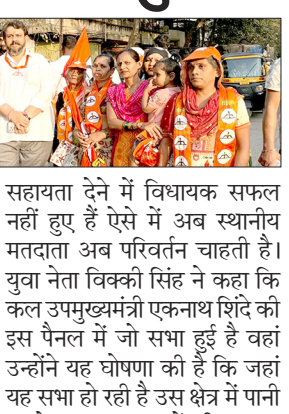 सहायता देने में विधायक सफल
नहीं हुए हैं ऐसे में अब स्थानीय
मतदाता अब परिवर्तन चाहती है।
युवा नेता विक्की सिंह ने कहा कि
कल उपमुख्यमंत्री एकनाथ शिंदे की
इस पैनल में जो सभा हुई है वहां
उन्होंने यह घोषणा की है कि जहां
यह सभा हो रही है उस क्षेत्र में पानी